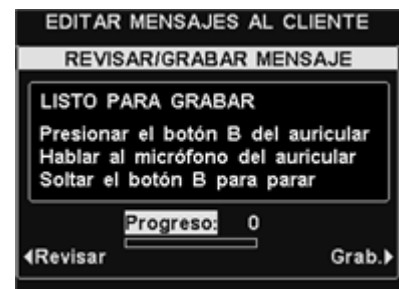 EDITAR MENSAJES AL CLIENTE
REVISAR/GRABAR MENSAJE
LISTO PARA GRABAR
Presionar el botón B del auricular
Hablar al micrófono del auricular
Soltar el botón B para parar
Progreso: 0
◀Revisar Grab.▶